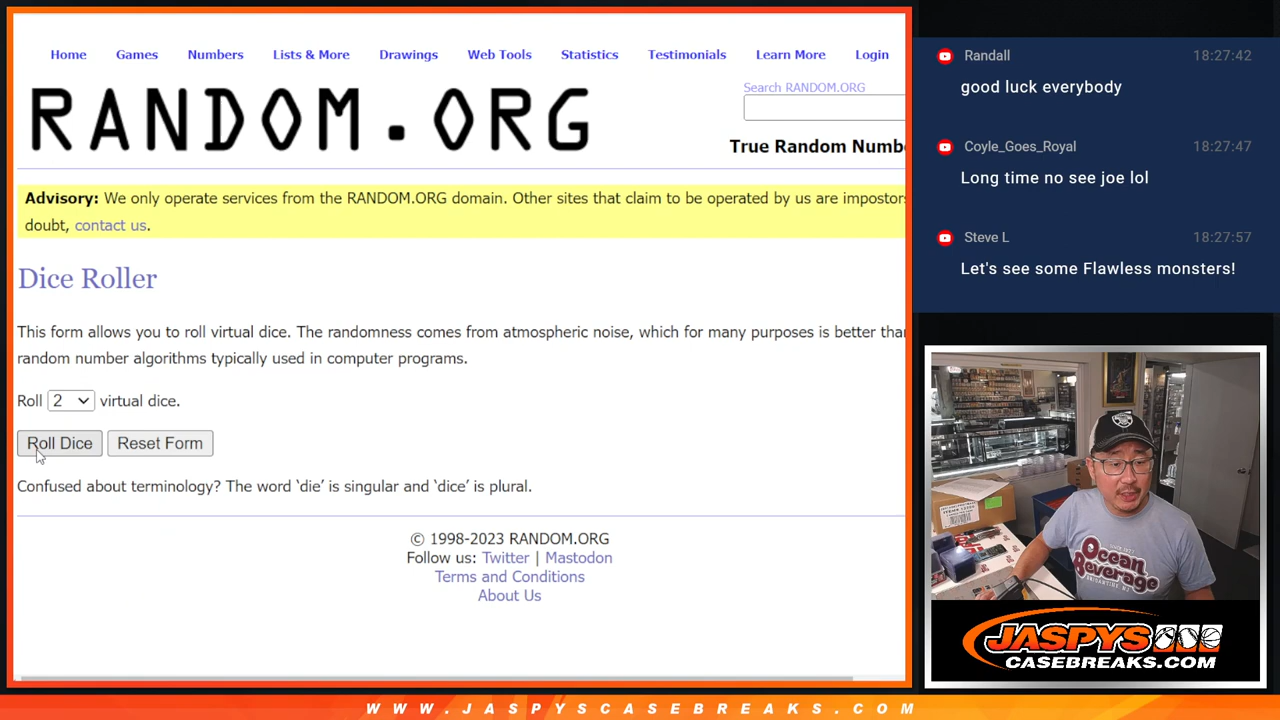 Home Games Numbers Lists & More Drawings Web Tools Statistics Testimonials Learn More Login
RANDOM.ORG
Search RANDOM.ORG
True Random Numb
Advisory: We only operate services from the RANDOM.ORG domain. Other sites that claim to be operated by us are impostors
doubt, contact us.
Dice Roller
This form allows you to roll virtual dice. The randomness comes from atmospheric noise, which for many purposes is better than
random number algorithms typically used in computer programs.
Roll 2 virtual dice.
Roll Dice Reset Form
Confused about terminology? The word ‘die’ is singular and ‘dice’ is plural.
© 1998-2023 RANDOM.ORG
Follow us: Twitter | Mastodon
Terms and Conditions
About Us
Randall 18:27:42
good luck everybody
Coyle_Goes_Royal 18:27:47
Long time no see joe lol
Steve L 18:27:57
Let's see some Flawless monsters!
Ocean
Beverage
JASPYS
CASEBREAKS.COM
WWW.JASPYSCASEBREAKS.COM